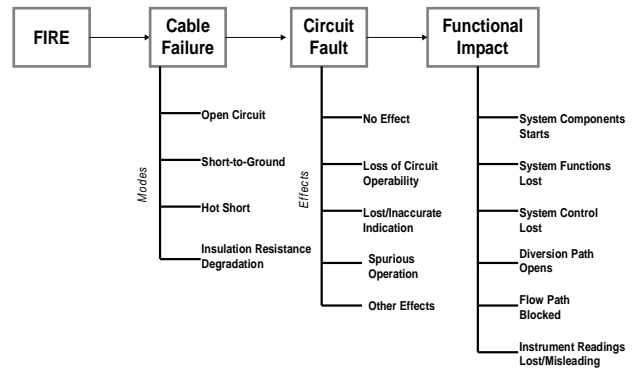 FIRE
Cable
Failure
Circuit
Fault
Functional
Impact
Modes
Open Circuit
Short-to-Ground
Hot Short
Insulation Resistance
Degradation
Effects
No Effect
Loss of Circuit
Operability
Lost/Inaccurate
Indication
Spurious
Operation
Other Effects
System Components
Starts
System Functions
Lost
System Control
Lost
Diversion Path
Opens
Flow Path
Blocked
Instrument Readings
Lost/Misleading